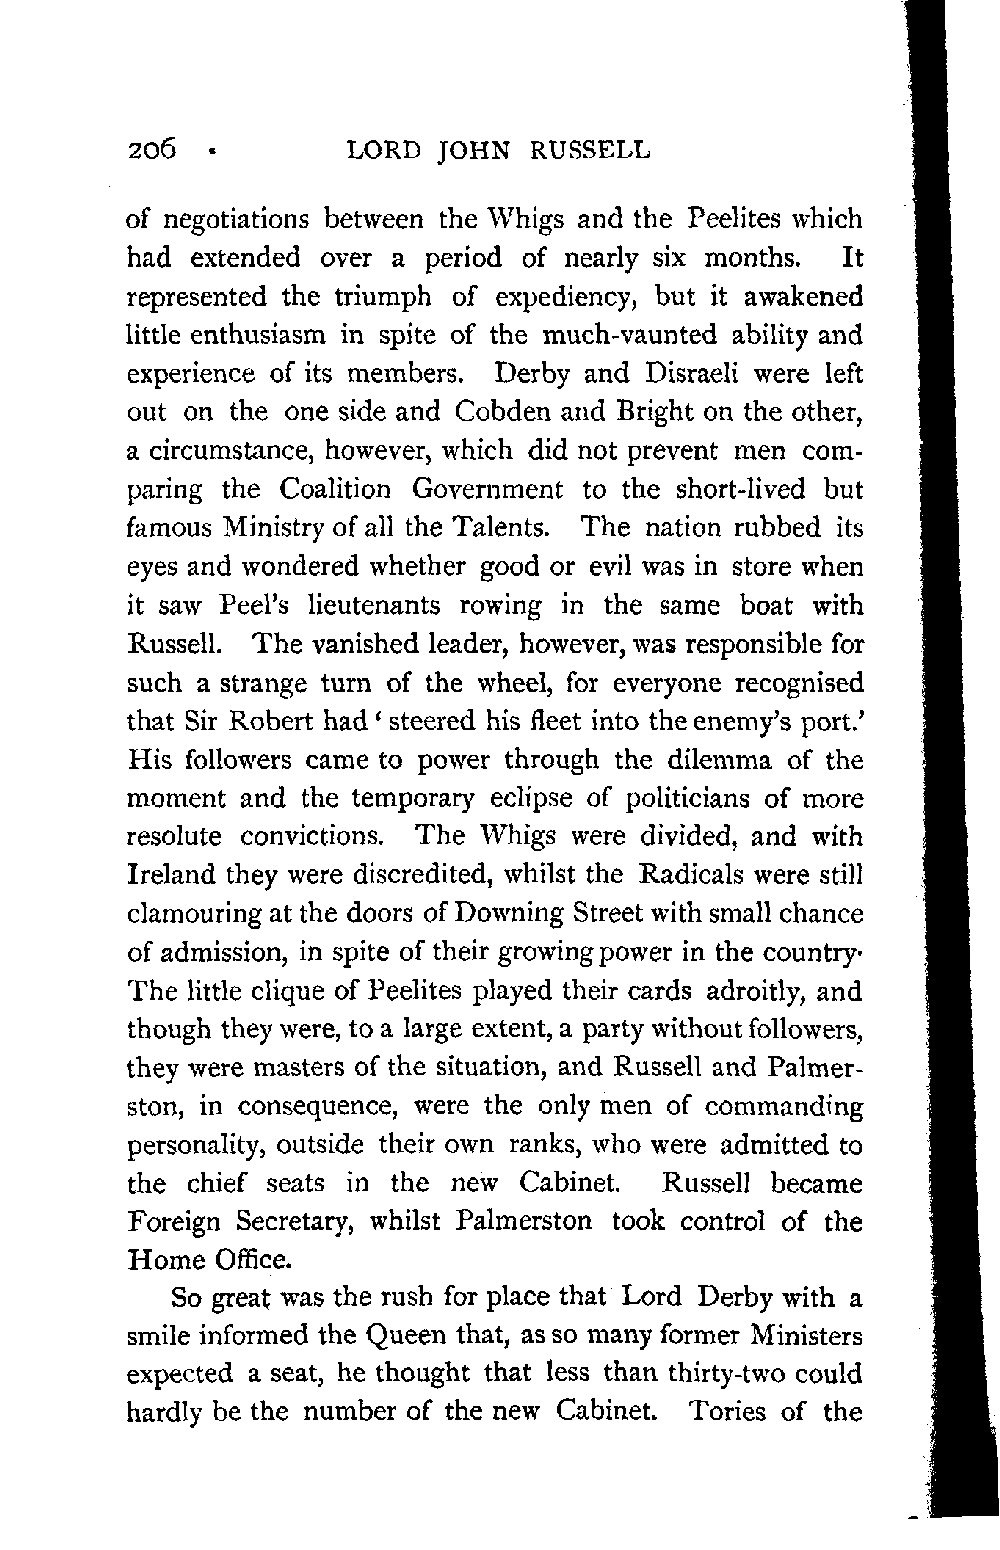 206 · LORD JOHN RUSSELL
of negotiations between the Whigs and the Peelites which
had extended over a period of nearly six months. It
represented the triumph of expediency, but it awakened
little enthusiasm in spite of the much-vaunted ability and
experience of its members. Derby and Disraeli were left
out on the one side and Cobden and Bright on the other,
a circumstance, however, which did not prevent men com-
paring the Coalition Government to the short-lived but
famous Ministry of all the Talents. The nation rubbed its
eyes and wondered whether good or evil was in store when
it saw Peel's lieutenants rowing in the same boat with
Russell. The vanished leader, however, was responsible for
such a strange turn of the wheel, for everyone recognised
that Sir Robert had ‘ steered his fleet into the enemy's port.’
His followers came to power through the dilemma of the
moment and the temporary eclipse of politicians of more
resolute convictions. The Whigs were divided, and with
Ireland they were discredited, whilst the Radicals were still
clamouring at the doors of Downing Street with small chance
of admission, in spite of their growing power in the country.
The little clique of Peelites played their cards adroitly, and
though they were, to a large extent, a party without followers,
they were masters of the situation, and Russell and Palmer-
ston, in consequence, were the only men of commanding
personality, outside their own ranks, who were admitted to
the chief seats in the new Cabinet. Russell became
Foreign Secretary, whilst Palmerston took control of the
Home Office.
So great was the rush for place that Lord Derby with a
smile informed the Queen that, as so many former Ministers
expected a seat, he thought that less than thirty-two could
hardly be the number of the new Cabinet. Tories of the